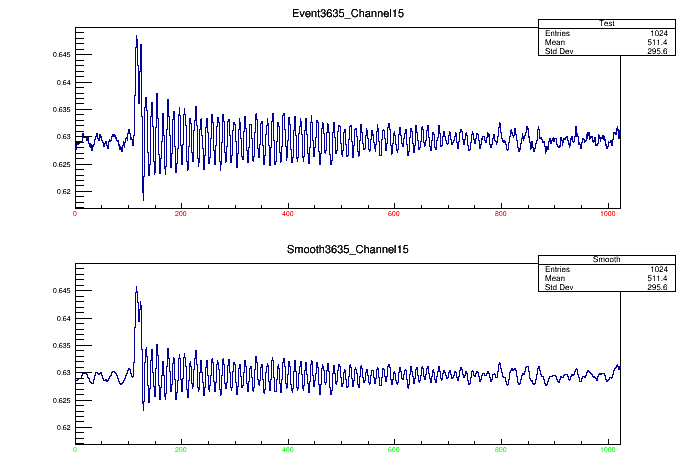 Event3635_Channel15
Test
Entries 1024
Mean 511.4
Std Dev 295.6
0.645
0.64
0.635
0.63
0.625
0.62
0 200 400 600 800 1000
Smooth3635_Channel15
Smooth
Entries 1024
Mean 511.4
Std Dev 295.6
0.645
0.64
0.635
0.63
0.625
0.62
0 200 400 600 800 1000